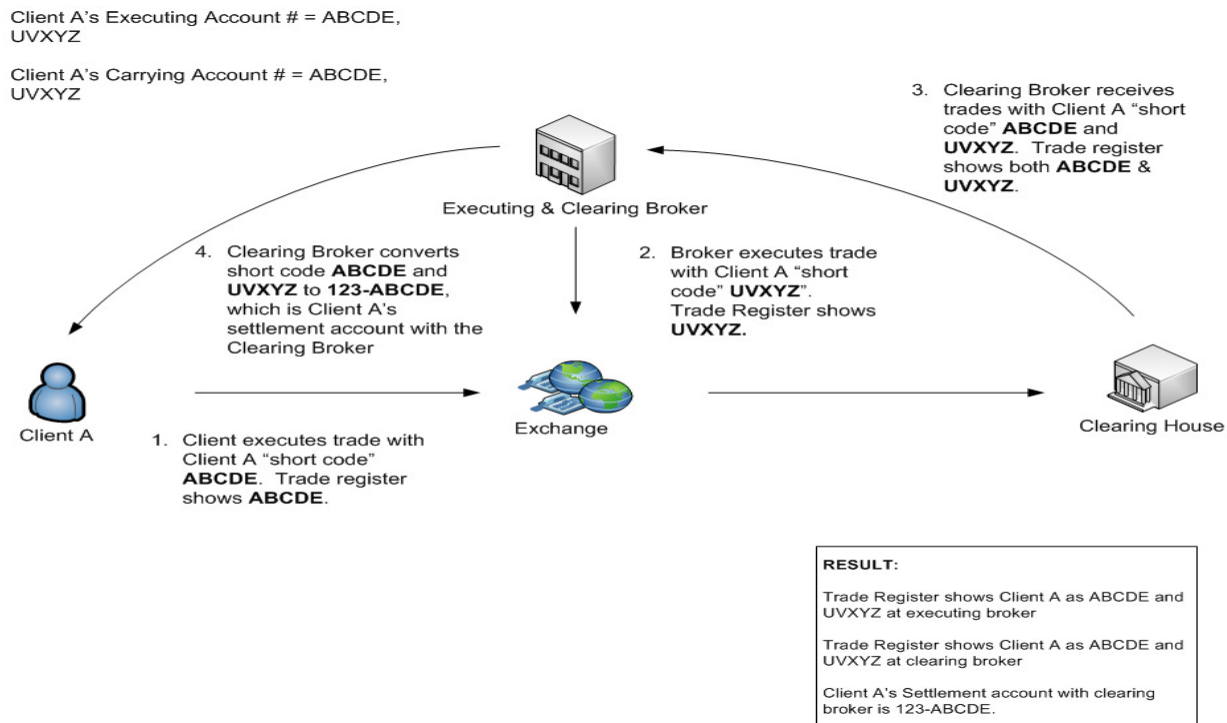 Client A's Executing Account # = ABCDE,
UVXYZ
Client A's Carrying Account # = ABCDE,
UVXYZ
3. Clearing Broker receives
trades with Client A "short
code" ABCDE and
UVXYZ. Trade register
shows both ABCDE &
UVXYZ.
Executing & Clearing Broker
4. Clearing Broker converts
short code ABCDE and
UVXYZ to 123-ABCDE,
which is Client A's
settlement account with the
Clearing Broker
2. Broker executes trade
with Client A "short
code" UVXYZ".
Trade Register shows
UVXYZ.
Client A
Exchange
Clearing House
1. Client executes trade with
Client A "short code"
ABCDE. Trade register
shows ABCDE.
RESULT:
Trade Register shows Client A as ABCDE and
UVXYZ at executing broker
Trade Register shows Client A as ABCDE and
UVXYZ at clearing broker
Client A's Settlement account with clearing
broker is 123-ABCDE.